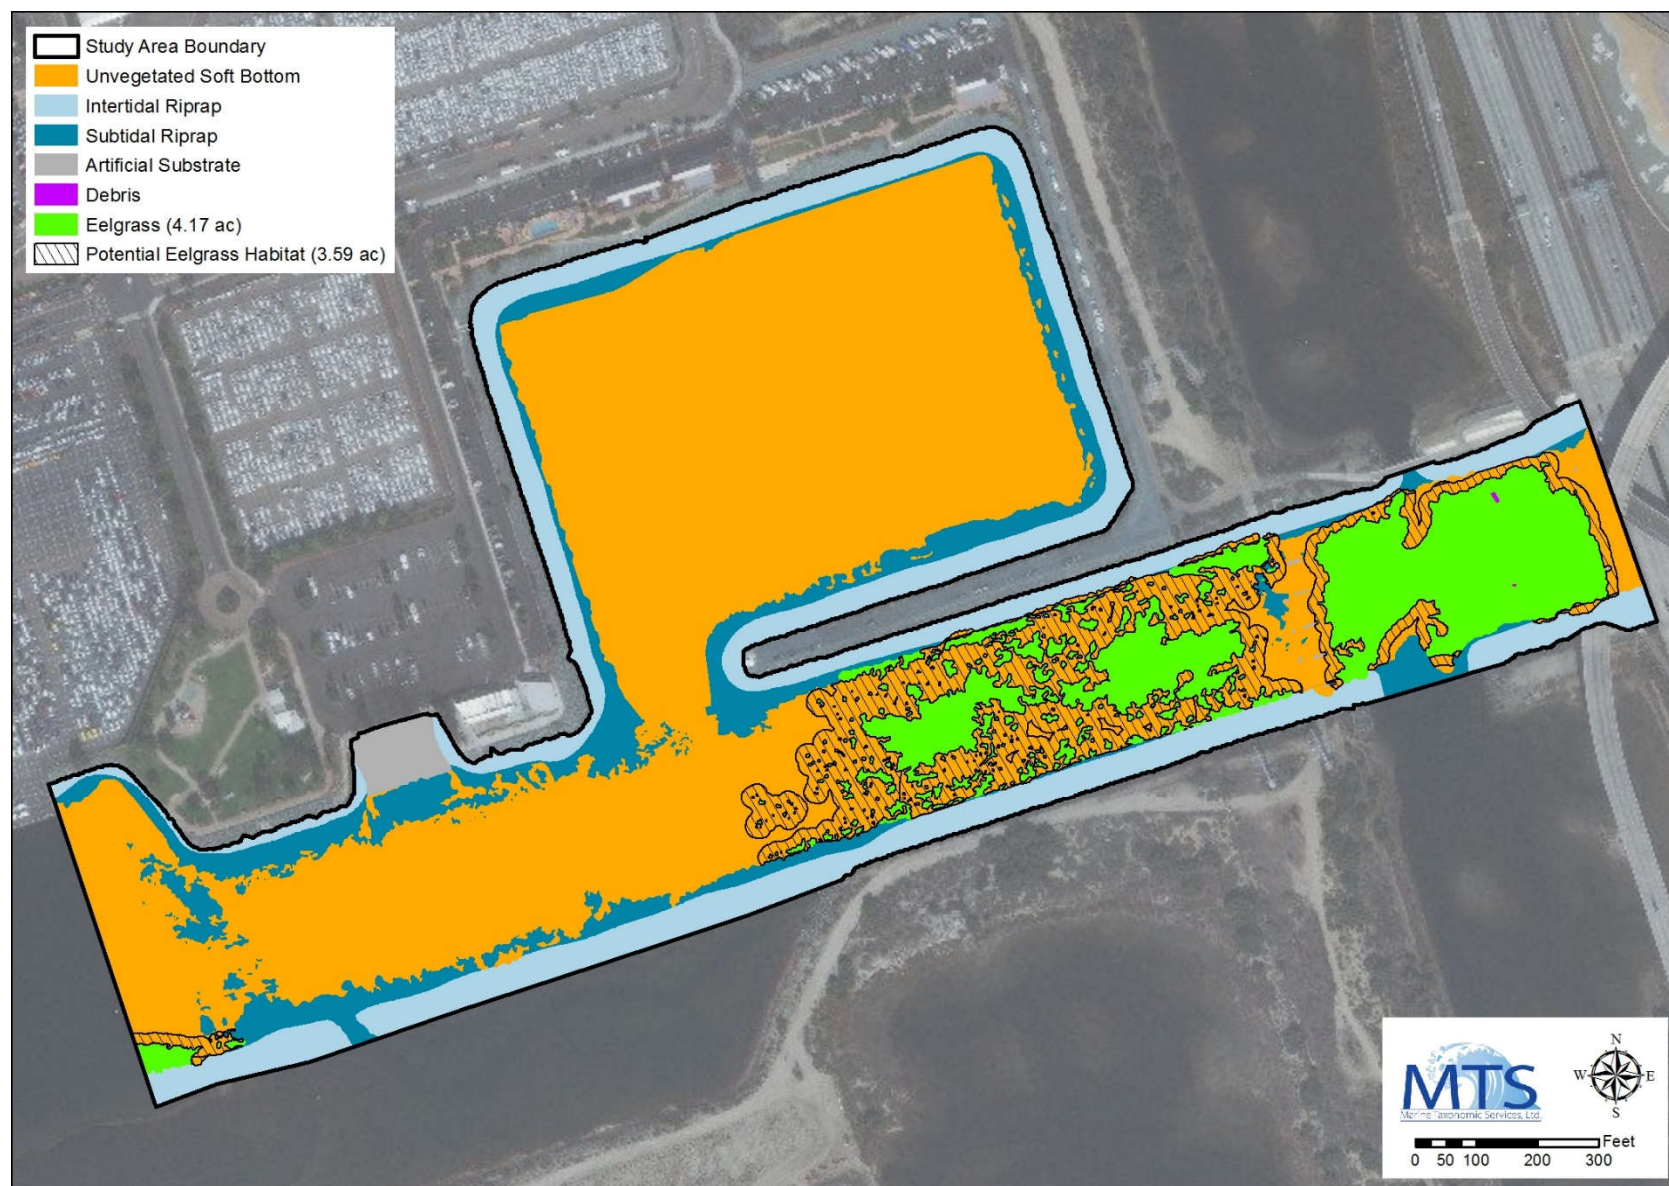 Study Area Boundary
Unvegetated Soft Bottom
Intertidal Riprap
Subtidal Riprap
Artificial Substrate
Debris
Eelgrass (4.17 ac)
Potential Eelgrass Habitat (3.59 ac)
MTS
Marine Taxonomic Services, Ltd.
N
W E
S
Feet
0 50 100 200 300